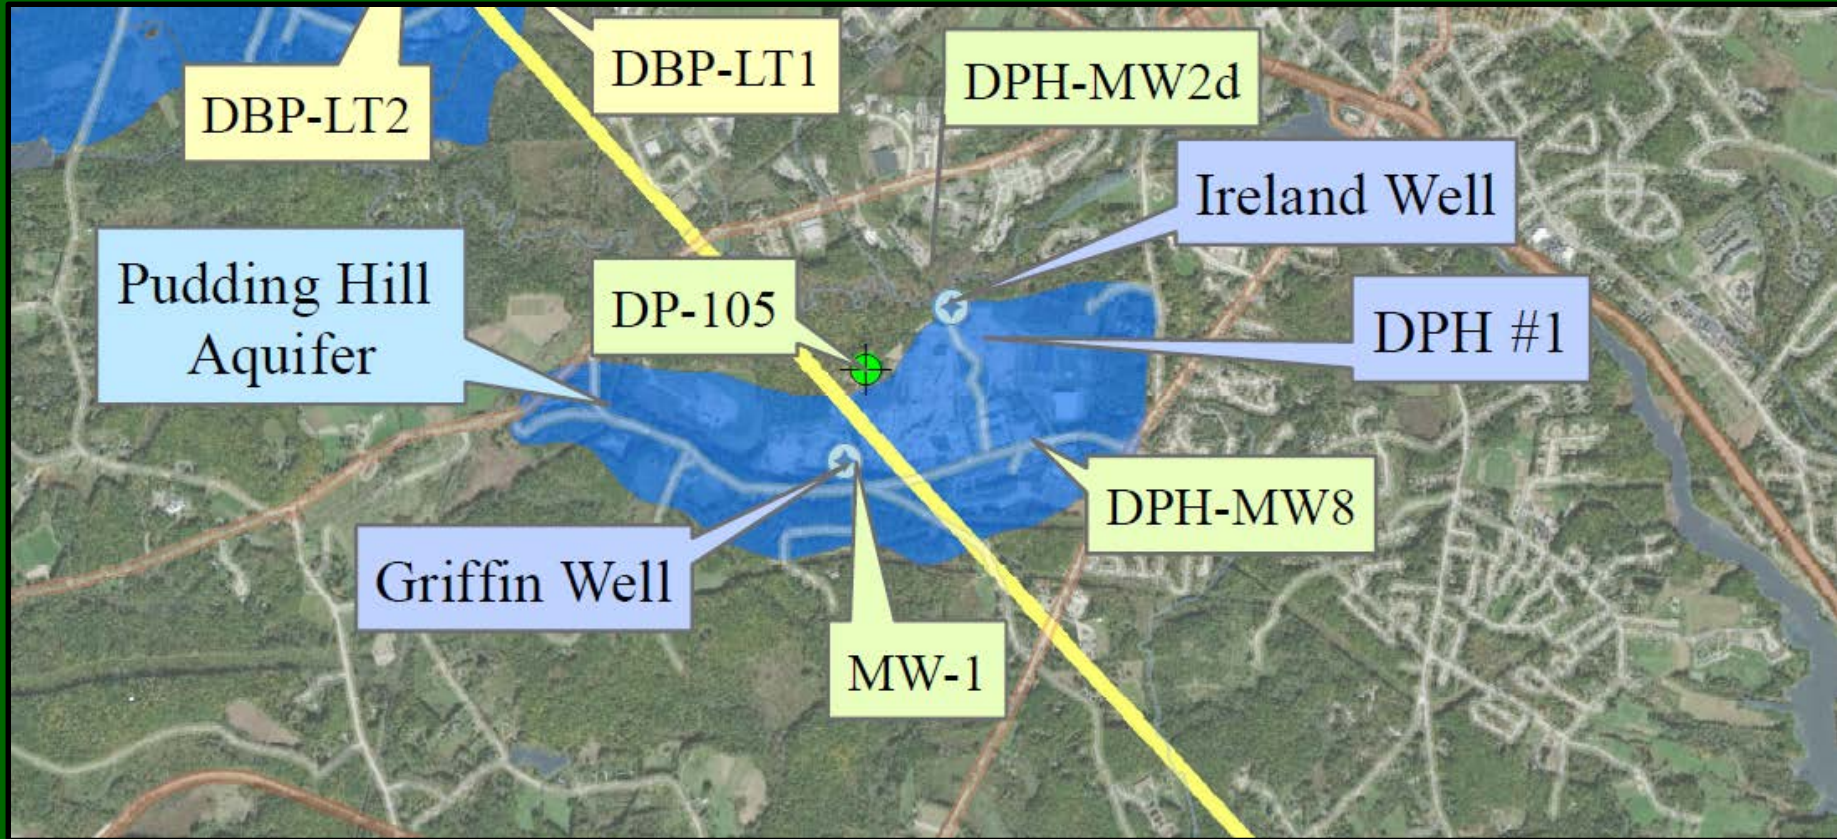 DBP-LT2
DBP-LT1
DPH-MW2d
Ireland Well
Pudding Hill
Aquifer
DP-105
DPH #1
DPH-MW8
Griffin Well
MW-1